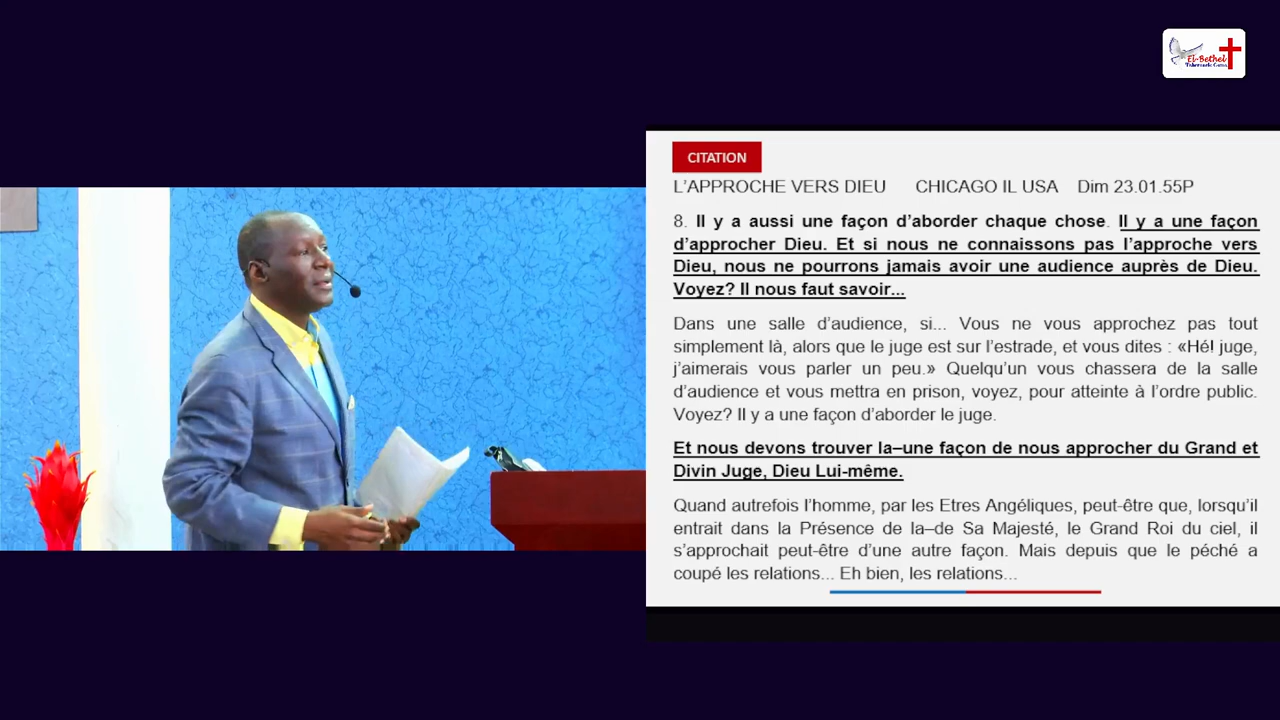 El-Bethel
CITATION
L'APPROCHE VERS DIEU CHICAGO IL USA Dim 23.01.55P
8. Il y a aussi une façon d'aborder chaque chose. Il y a une façon
d'approcher Dieu. Et si nous ne connaissons pas l'approche vers
Dieu, nous ne pourrons jamais avoir une audience auprès de Dieu.
Voyez? Il nous faut savoir...
Dans une salle d'audience, si... Vous ne vous approchez pas tout
simplement là, alors que le juge est sur l'estrade, et vous dites : «Hé! juge,
j'aimerais vous parler un peu.» Quelqu'un vous chassera de la salle
d'audience et vous mettra en prison, voyez, pour atteinte à l'ordre public.
Voyez? Il y a une façon d'aborder le juge.
Et nous devons trouver la–une façon de nous approcher du Grand et
Divin Juge, Dieu Lui-même.
Quand autrefois l'homme, par les Etres Angéliques, peut-être que, lorsqu'il
entrait dans la Présence de la–de Sa Majesté, le Grand Roi du ciel, il
s'approchait peut-être d'une autre façon. Mais depuis que le péché a
coupé les relations... Eh bien, les relations...